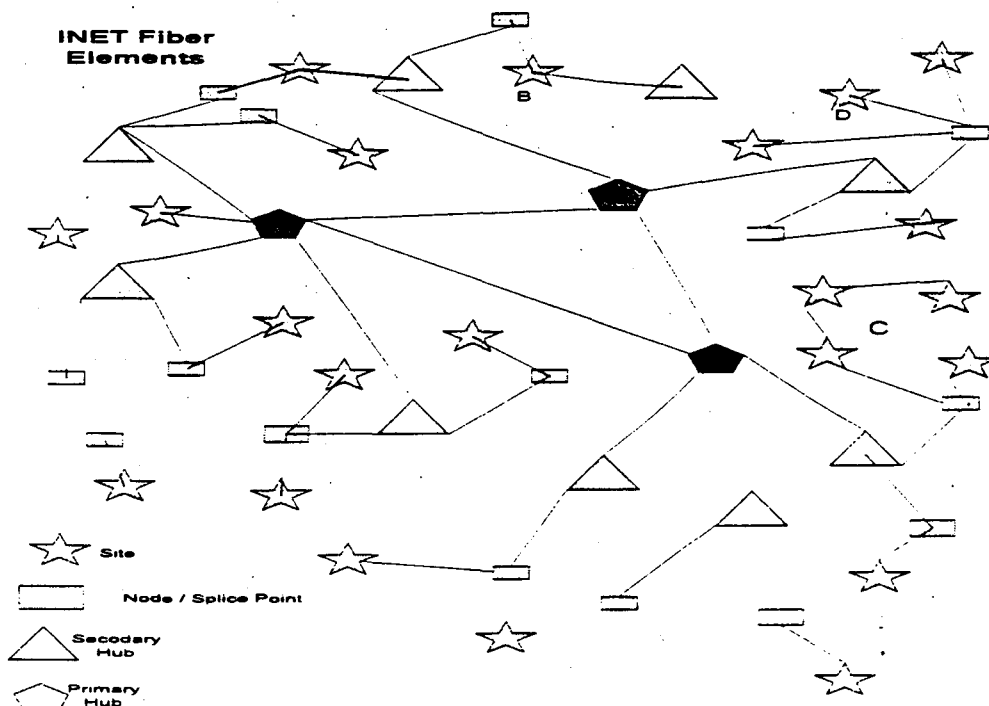 INET Fiber
Elements
B
D
C
Site
Node / Splice Point
Secodary
Hub
Primary
Hub